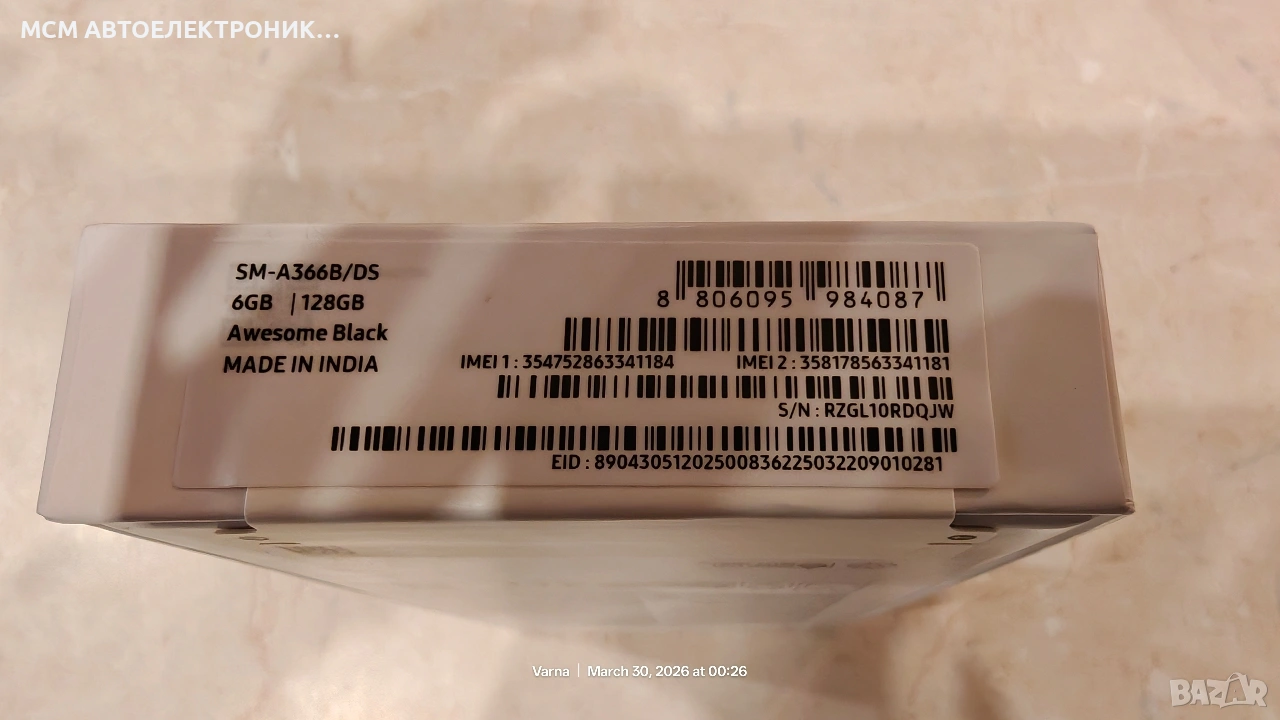 МСМ АВТОЕЛЕКТРОНИК...
SM-A366B/DS
6GB | 128GB
Awesome Black
MADE IN INDIA
8 806095 984087
IMEI 1 : 354752863341184 IMEI 2 : 358178563341181
S/N : RZGL10RDQJW
EID : 89043051202500836225032209010281
Varna | March 30, 2026 at 00:26
BAZAR